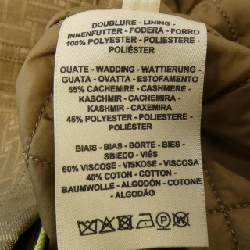 DOUBLURE - LINING -
INNENFUTTER - FODERA - FORRO
100% POLYESTER - POLIESTERE -
POLIÉSTER
OUATE - WADDING - WATTIERUNG -
GUATA - OVATTA - ESTOFAMENTO
55% CACHEMIRE - CASHMERE -
KASCHMIR - CACHEMIRA -
KASHMIR - CAXEMIRA
45% POLYESTER - POLIESTERE -
POLIÉSTER
BIAIS - BIAS - BORTE - BIES -
SBIEDO - VIÉS
60% VISCOSE - VISKOSE - VISCOSA
40% COTON - COTTON -
BAUMWOLLE - ALGODÓN - COTONE
- ALGODÃO